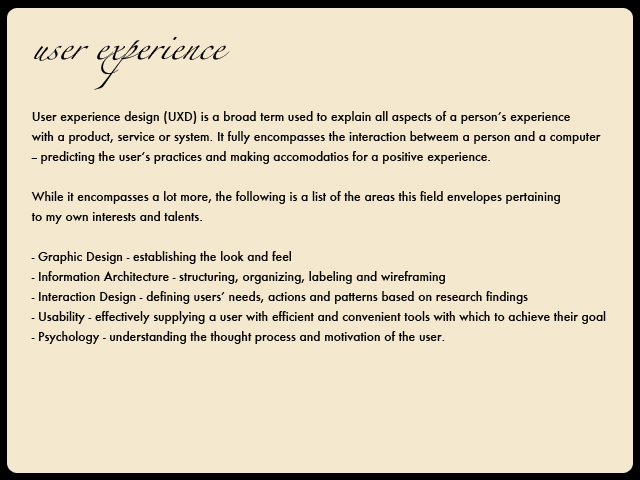 user experience
User experience design (UXD) is a broad term used to explain all aspects of a person’s experience
with a product, service or system. It fully encompasses the interaction betweem a person and a computer
– predicting the user’s practices and making accomodatios for a positive experience.
While it encompasses a lot more, the following is a list of the areas this field envelopes pertaining
to my own interests and talents.
- Graphic Design - establishing the look and feel
- Information Architecture - structuring, organizing, labeling and wireframing
- Interaction Design - defining users’ needs, actions and patterns based on research findings
- Usability - effectively supplying a user with efficient and convenient tools with which to achieve their goal
- Psychology - understanding the thought process and motivation of the user.